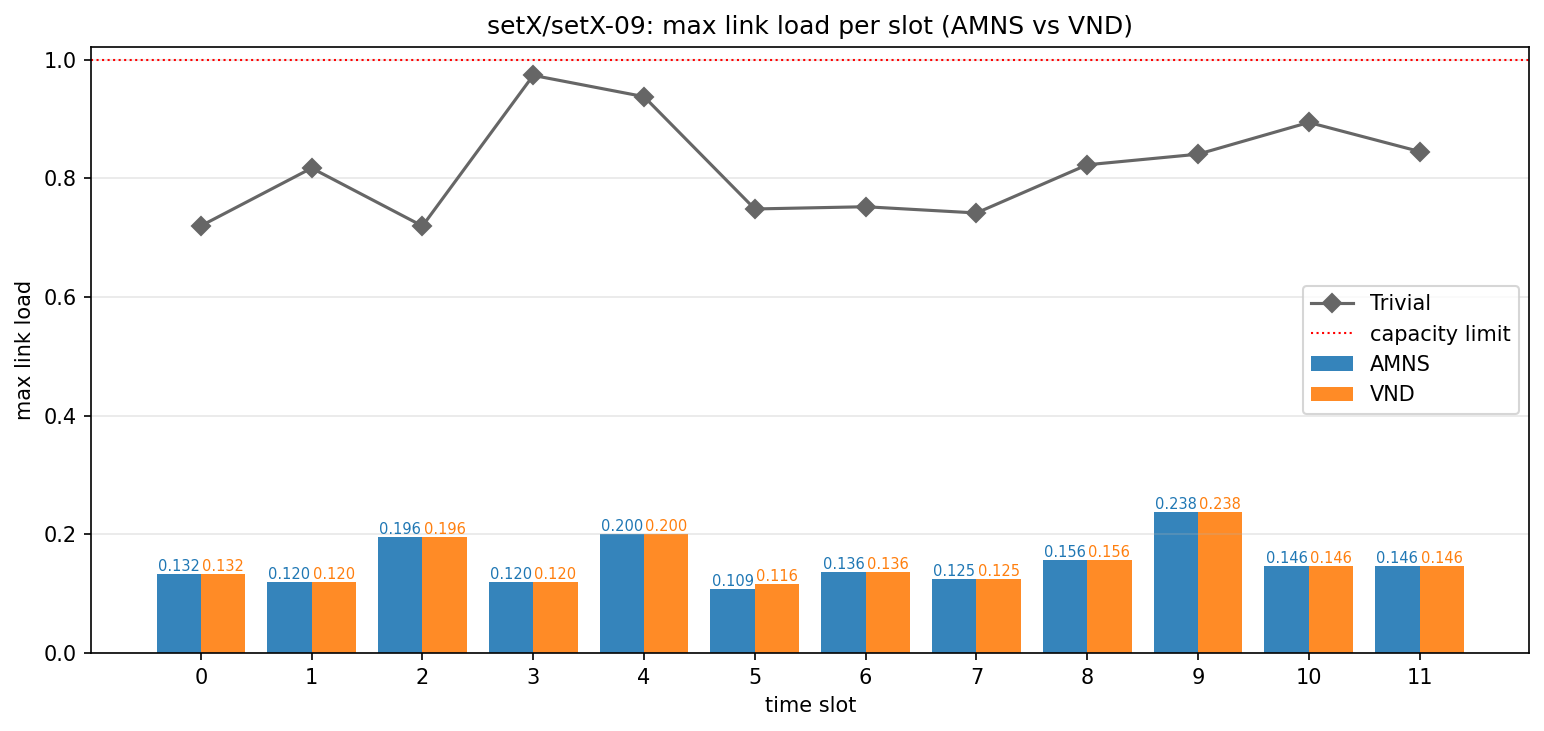 setX/setX-09: max link load per slot (AMNS vs VND)
max link load
1.0
0.8
0.6
0.4
0.2
0.0
Trivial
capacity limit
AMNS
VND
0.132 0.132
0.120 0.120
0.196 0.196
0.120 0.120
0.200 0.200
0.109 0.116
0.136 0.136
0.125 0.125
0.156 0.156
0.238 0.238
0.146 0.146
0.146 0.146
0 1 2 3 4 5 6 7 8 9 10 11
time slot